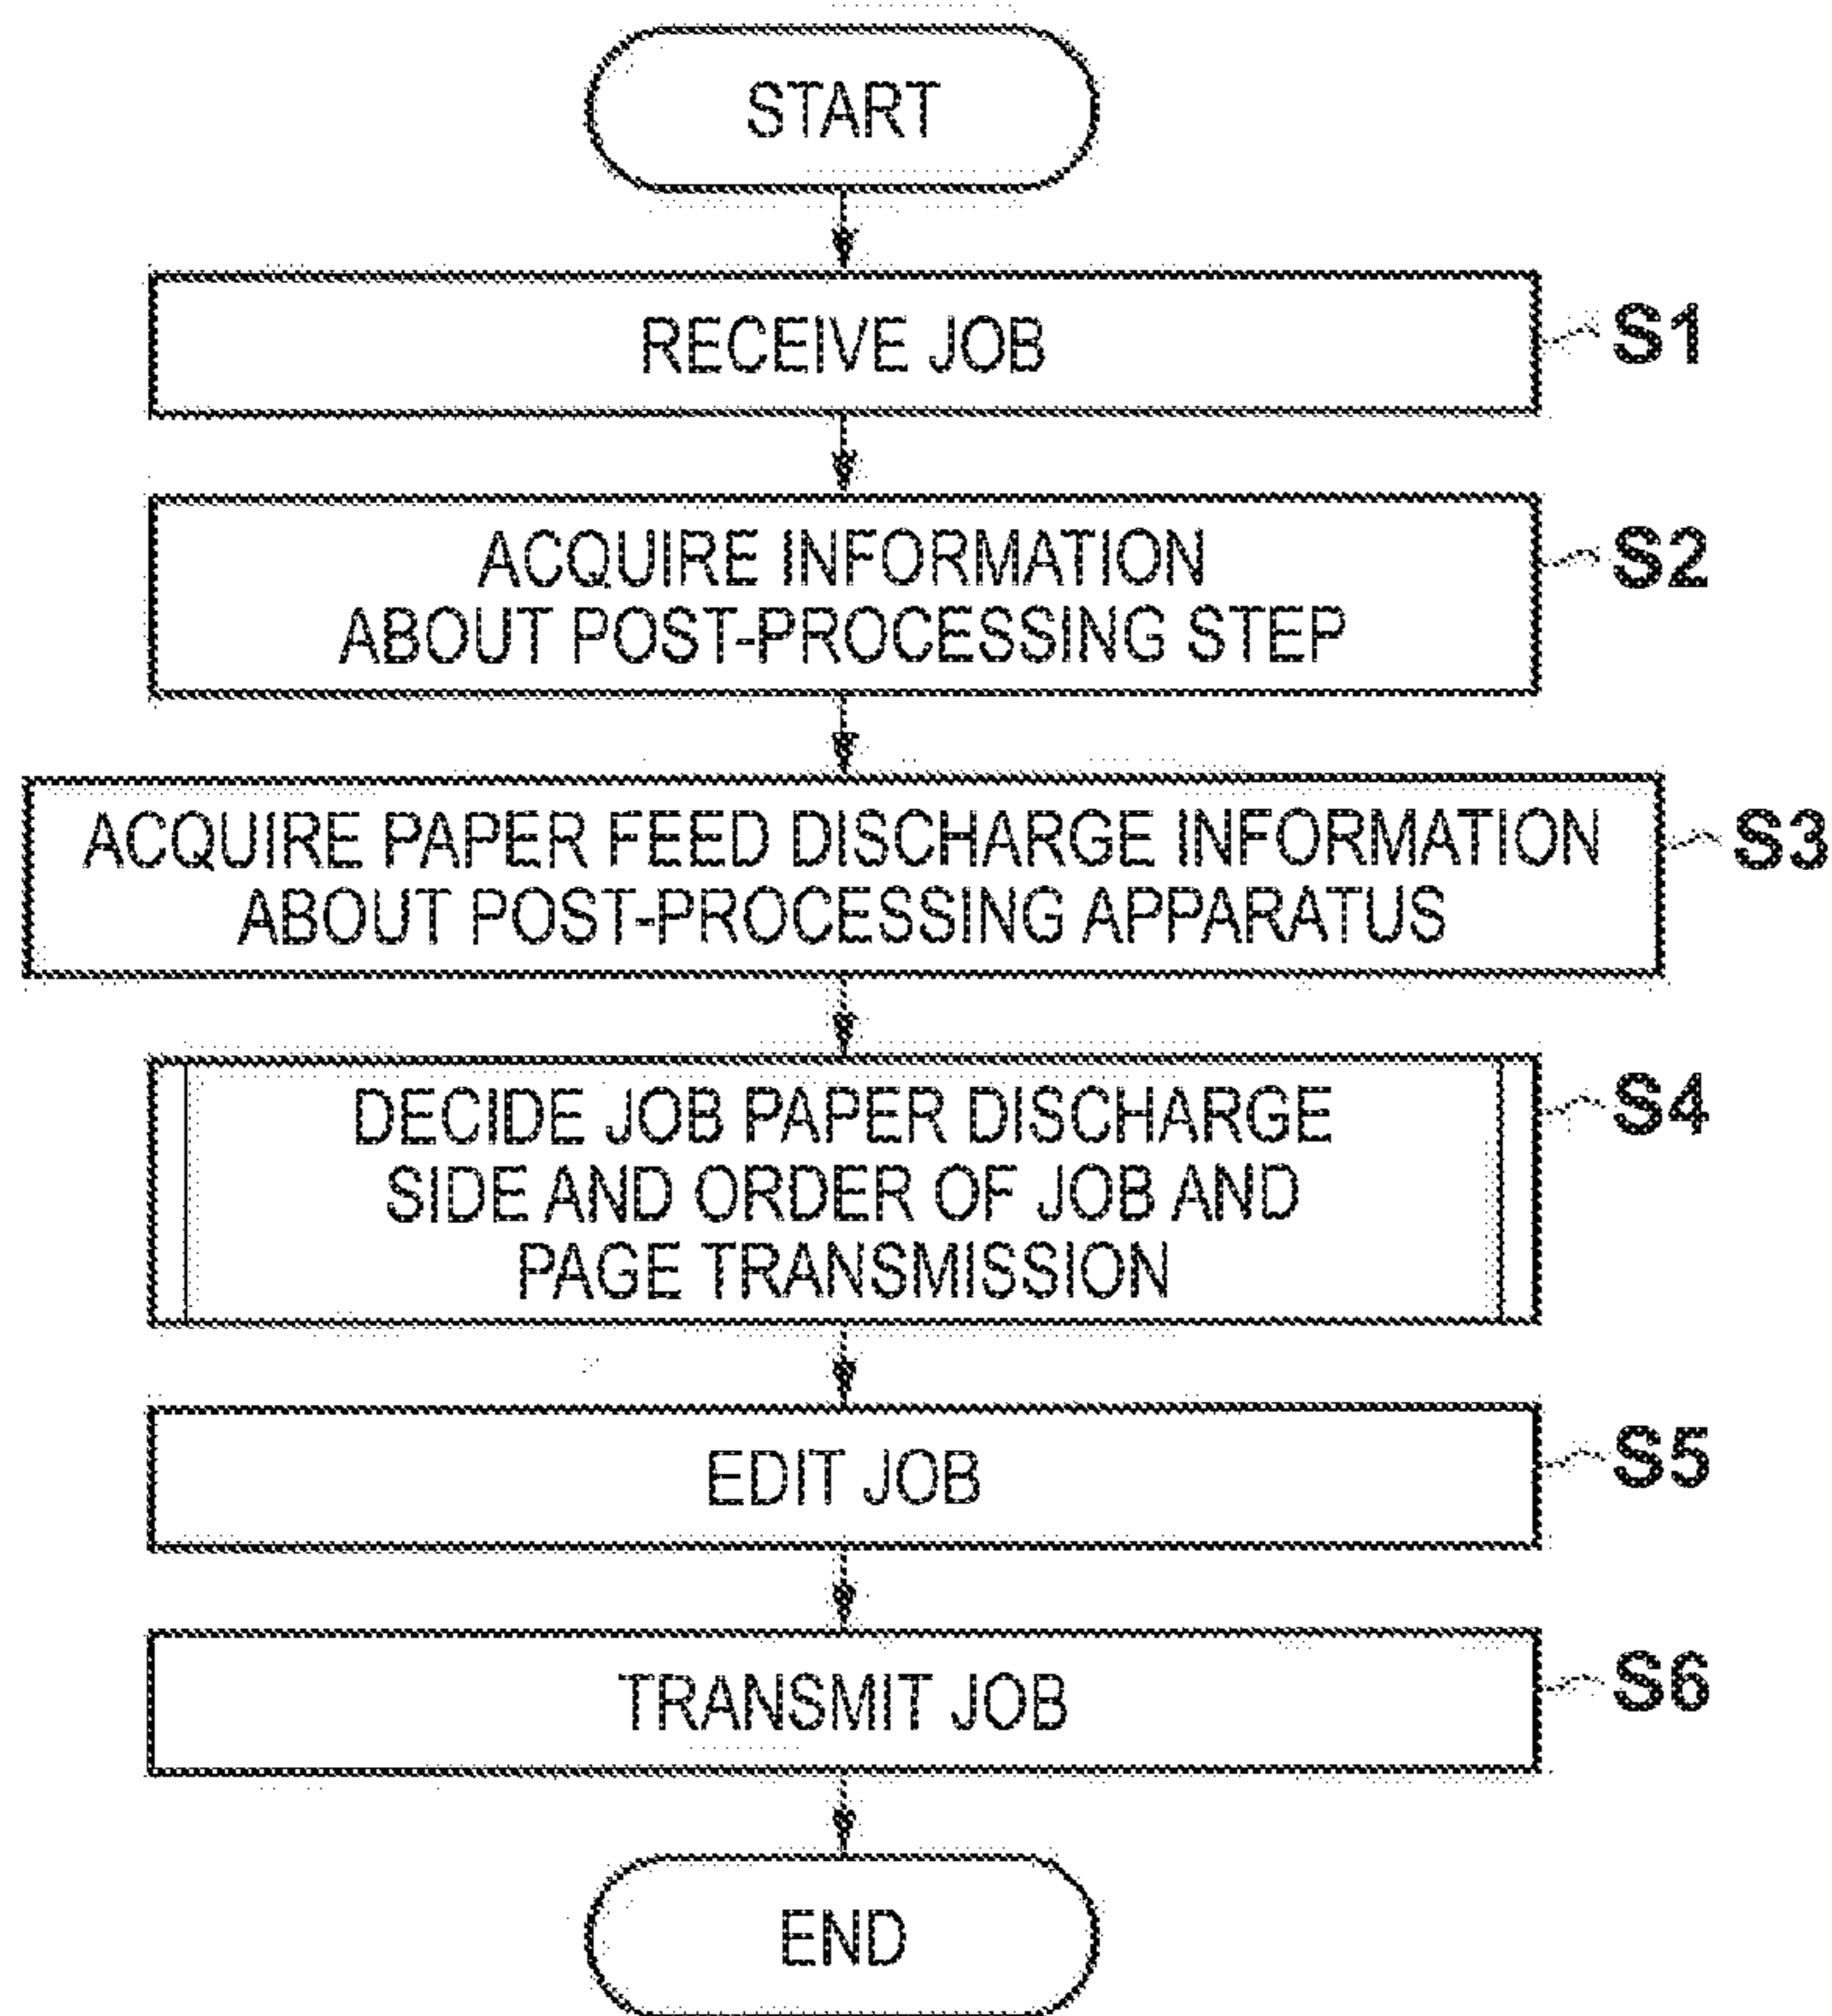 START
RECEIVE JOB
S1
ACQUIRE INFORMATION
ABOUT POST-PROCESSING STEP
S2
ACQUIRE PAPER FEED DISCHARGE INFORMATION
ABOUT POST-PROCESSING APPARATUS
S3
DECIDE JOB PAPER DISCHARGE
SIDE AND ORDER OF JOB AND
PAGE TRANSMISSION
S4
EDIT JOB
S5
TRANSMIT JOB
S6
END